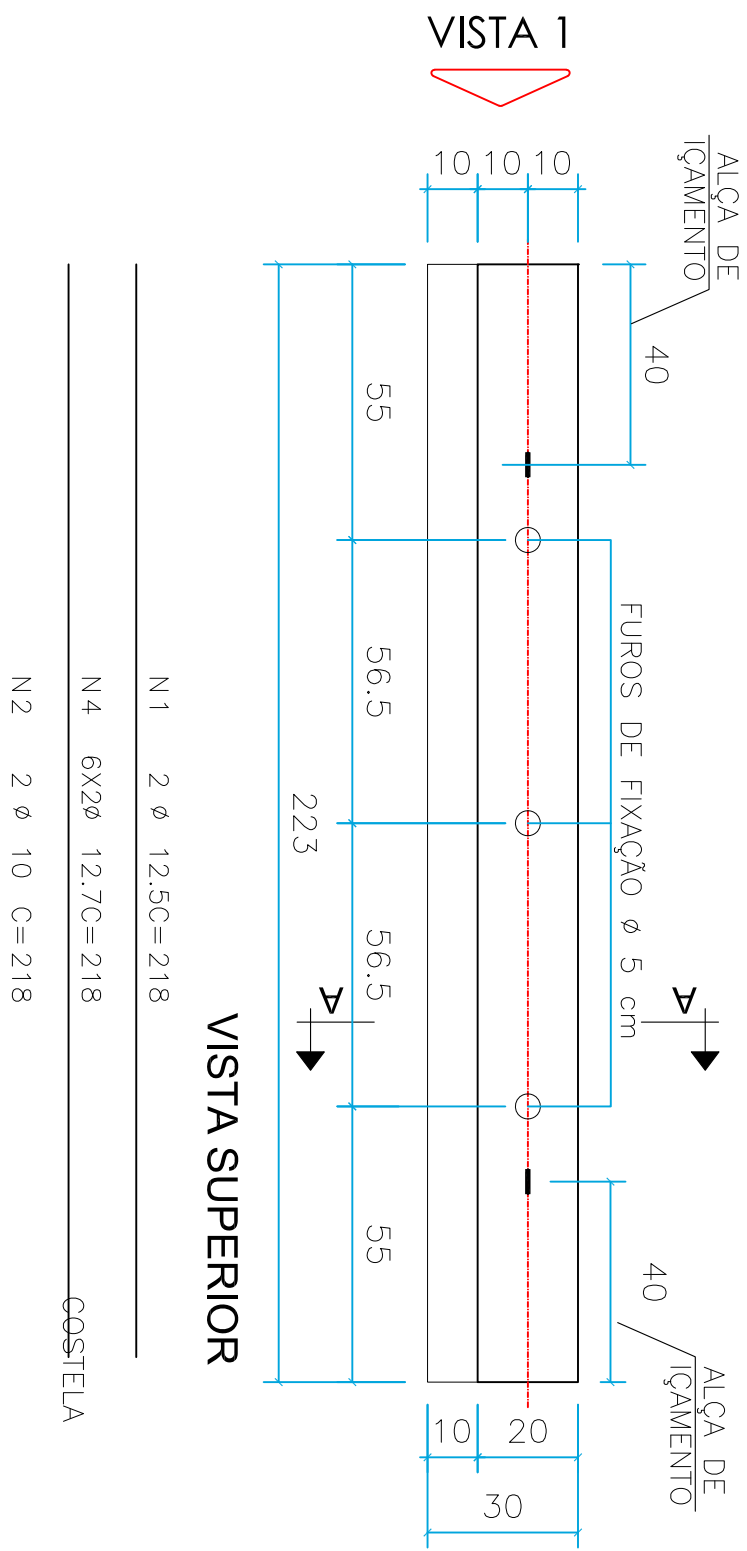 VISTA 1
10
10
10
ALÇA DE
IÇAMENTO
40
55
56.5
FUROS DE FIXAÇÃO ø 5 cm
223
56.5
A
A
55
40
ALÇA DE
IÇAMENTO
10
20
30
VISTA SUPERIOR
N1 2 ø 12.5C=218
N4 6X2ø 12.7C=218
COSTELA
N2 2 ø 10 C=218